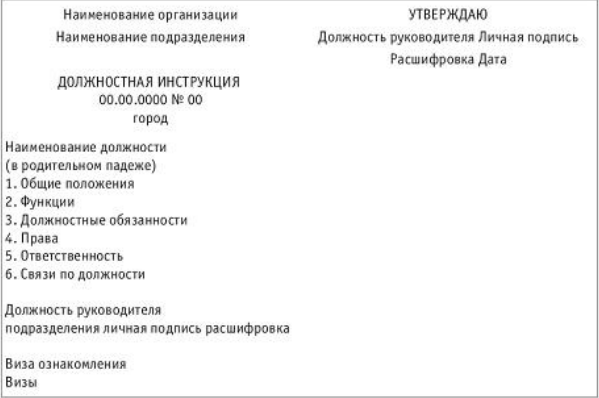 Наименование организации
УТВЕРЖДАЮ
Наименование подразделения
Должность руководителя Личная подпись
Расшифровка Дата
ДОЛЖНОСТНАЯ ИНСТРУКЦИЯ
00.00.0000 № 00
город
Наименование должности
(в родительном падеже)
1. Общие положения
2. Функции
3. Должностные обязанности
4. Права
5. Ответственность
6. Связи по должности
Должность руководителя
подразделения личная подпись расшифровка
Виза ознакомления
Визы